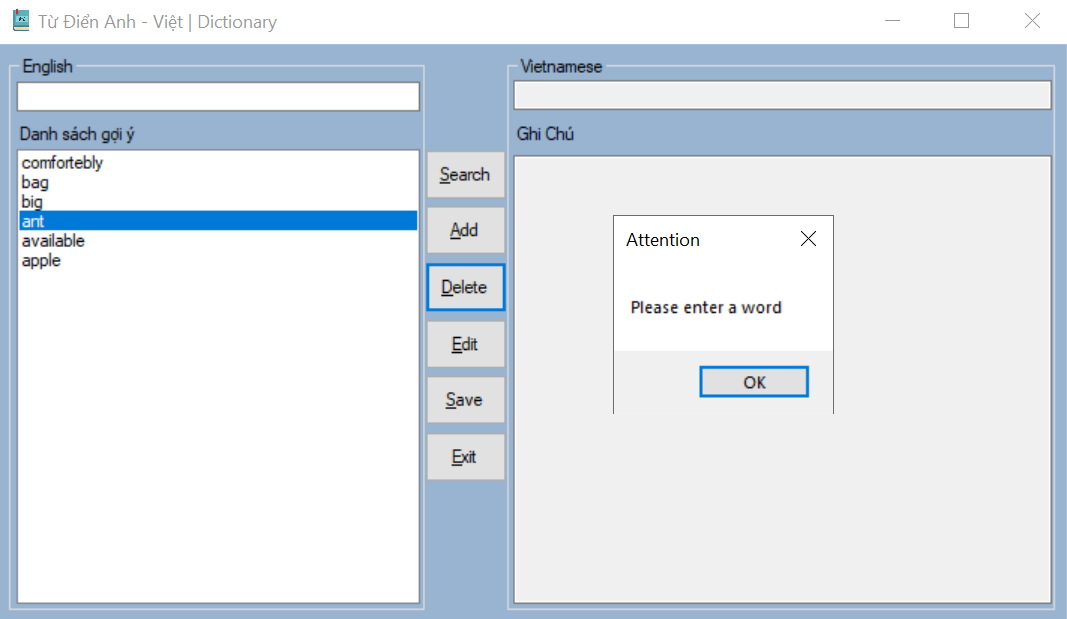 Từ Điển Anh - Việt | Dictionary
English
Danh sách gợi ý
comfortebly
bag
big
ant
available
apple
Search
Add
Delete
Edit
Save
Exit
Vietnamese
Ghi Chú
Attention
Please enter a word
OK